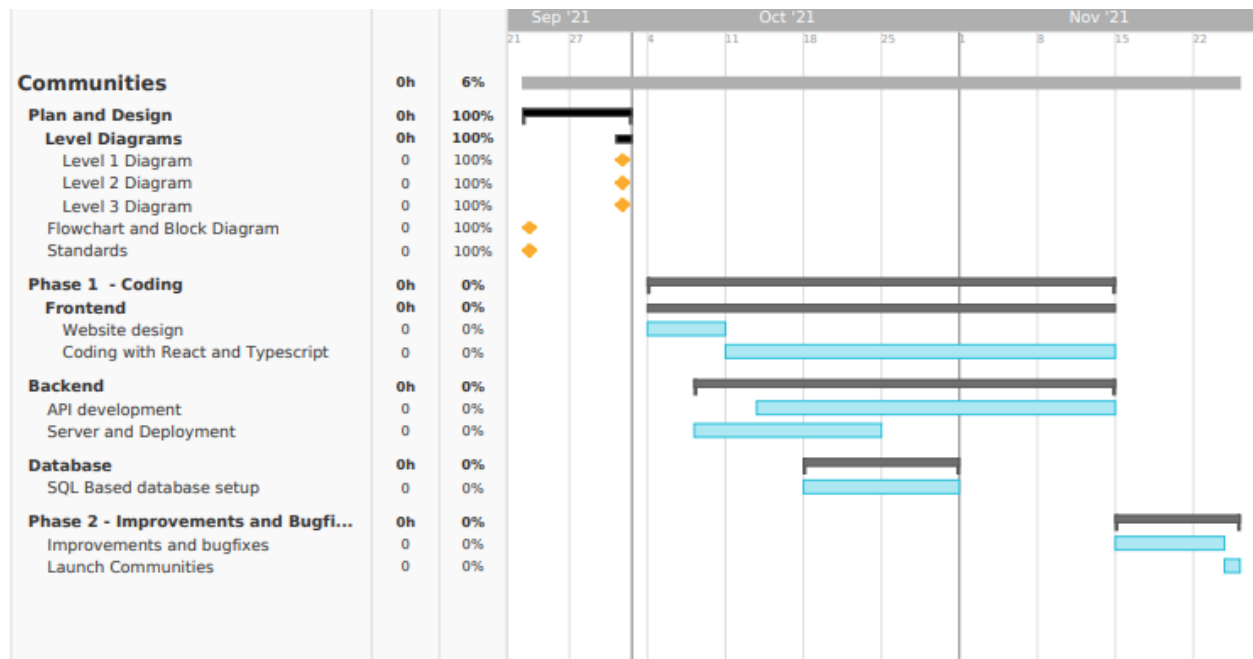 Sep '21 Oct '21 Nov '21
21 27 4 11 18 25 1 8 15 22
Communities 0h 6%
Plan and Design 0h 100%
Level Diagrams 0h 100%
Level 1 Diagram 0 100%
Level 2 Diagram 0 100%
Level 3 Diagram 0 100%
Flowchart and Block Diagram 0 100%
Standards 0 100%
Phase 1 - Coding 0h 0%
Frontend 0h 0%
Website design 0 0%
Coding with React and Typescript 0 0%
Backend 0h 0%
API development 0 0%
Server and Deployment 0 0%
Database 0h 0%
SQL Based database setup 0 0%
Phase 2 - Improvements and Bugfi... 0h 0%
Improvements and bugfixes 0 0%
Launch Communities 0 0%